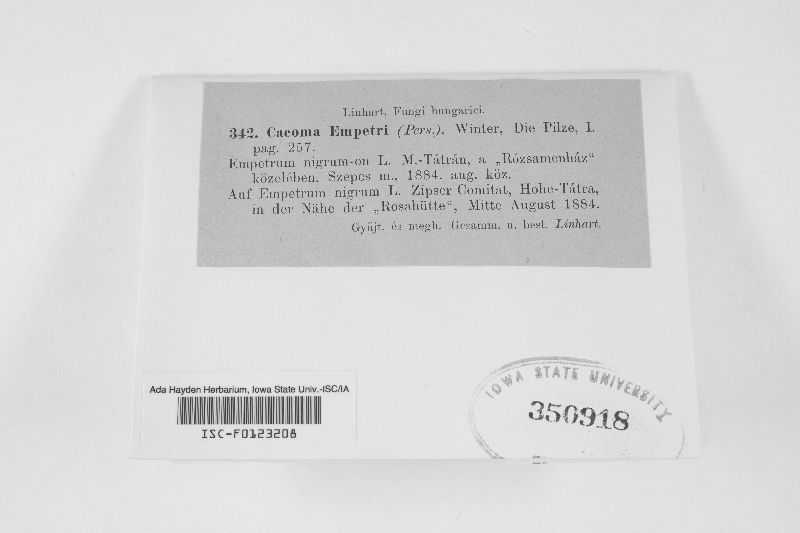 Linhart, Fungi hungarici.
342. Caeoma Empetri (Pers.). Winter, Die Pilze, I.
pag. 257.
Empetrum nigrum-on L. M.-Tátrán, a „Rózsamenház“
közelében. Szepes m., 1884. aug. köz.
Auf Empetrum nigrum L. Zipser Comitat, Hohe-Tátra,
in der Nähe der „Rosahütte“, Mitte August 1884.
Gyüjt. és megh. Gesamm. u. best. Linhart.
Ada Hayden Herbarium, Iowa State Univ.-ISC/IA
ISC-F0123208
IOWA STATE UNIVERSITY
350918